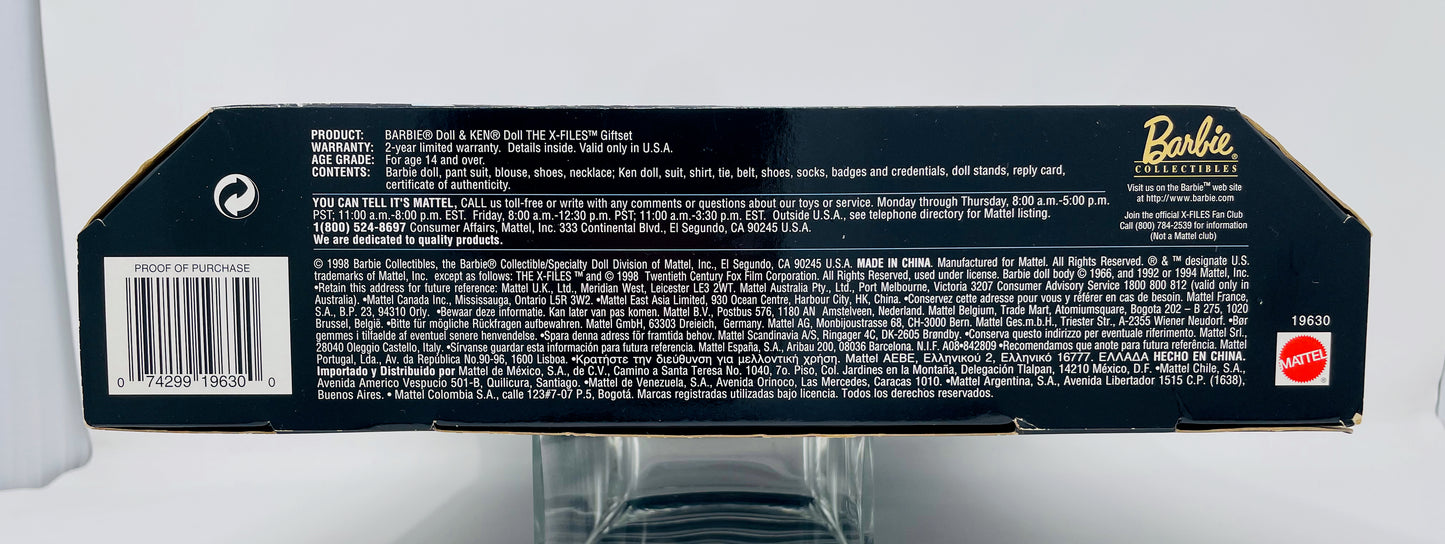 PRODUCT: BARBIE® Doll & KEN® Doll THE X-FILES™ Giftset
WARRANTY: 2-year limited warranty. Details inside. Valid only in U.S.A.
AGE GRADE: For age 14 and over.
CONTENTS: Barbie doll, pant suit, blouse, shoes, necklace; Ken doll, suit, shirt, tie, belt, shoes, socks, badges and credentials, doll stands, reply card,
certificate of authenticity.
YOU CAN TELL IT'S MATTEL, CALL us toll-free or write with any comments or questions about our toys or service. Monday through Thursday, 8:00 a.m.-5:00 p.m.
PST; 11:00 a.m.-8:00 p.m. EST. Friday, 8:00 a.m.-12:30 p.m. PST; 11:00 a.m.-3:30 p.m. EST. Outside U.S.A., see telephone directory for Mattel listing.
1(800) 524-8697 Consumer Affairs, Mattel, Inc. 333 Continental Blvd., El Segundo, CA 90245 U.S.A.
We are dedicated to quality products.
Barbie®
COLLECTIBLES
Visit us on the Barbie™ web site
at http://www.barbie.com
Join the official X-FILES Fan Club
Call (800) 784-2539 for information
(Not a Mattel club)
PROOF OF PURCHASE
0 74299 19630 0
© 1998 Barbie Collectibles, the Barbie® Collectible/Specialty Doll Division of Mattel, Inc., El Segundo, CA 90245 U.S.A. MADE IN CHINA. Manufactured for Mattel. All Rights Reserved. ® & ™ designate U.S.
trademarks of Mattel, Inc. except as follows: THE X-FILES ™ and © 1998 Twentieth Century Fox Film Corporation. All Rights Reserved, used under license. Barbie doll body © 1966, and 1992 or 1994 Mattel, Inc.
•Retain this address for future reference: Mattel U.K., Ltd., Meridian West, Leicester LE3 2WT. Mattel Australia Pty., Ltd., Port Melbourne, Victoria 3207 Consumer Advisory Service 1800 800 812 (valid only in
Australia). •Mattel Canada Inc., Mississauga, Ontario L5R 3W2. •Mattel East Asia Limited, 930 Ocean Centre, Harbour City, HK, China. •Conservez cette adresse pour vous y référer en cas de besoin. Mattel France,
S.A., B.P. 23, 94310 Orly. •Bewaar deze informatie. Kan later van pas komen. Mattel B.V., Postbus 576, 1180 AN Amstelveen, Nederland. Mattel Belgium, Trade Mart, Atomiumsquare, Bogota 202 – B 275, 1020
Brussel, België. •Bitte für mögliche Rückfragen aufbewahren. Mattel GmbH, 63303 Dreieich, Germany. Mattel AG, Monbijoustrasse 68, CH-3000 Bern. Mattel Ges.m.b.H., Triester Str., A-2355 Wiener Neudorf. •Bør
gemmes i tilfaelde af eventuel senere henvendelse. •Spara denna adress för framtida behov. Mattel Scandinavia A/S, Ringager 4C, DK-2605 Brøndby. •Conserva questo indirizzo per eventuale riferimento. Mattel Srl.,
28040 Oleggio Castello, Italy. •Sirvanse guardar esta información para futura referencia. Mattel España, S.A., Aribau 200, 08036 Barcelona. N.I.F. A08•842809 •Recomendamos que anote para futura referência. Mattel
Portugal, Lda., Av. da República No.90-96, 1600 Lisboa. •Κρατήστε την διεύθυνση για μελλοντική χρήση. Mattel AEBE, Ελληνικού 2, Ελληνικό 16777. ΕΛΛΑΔΑ HECHO EN CHINA.
Importado y Distribuido por Mattel de México, S.A., de C.V., Camino a Santa Teresa No. 1040, 7o. Piso, Col. Jardines en la Montaña, Delegación Tlalpan, 14210 México, D.F. •Mattel Chile, S.A.,
Avenida Americo Vespucio 501-B, Quilicura, Santiago. •Mattel de Venezuela, S.A., Avenida Orinoco, Las Mercedes, Caracas 1010. •Mattel Argentina, S.A., Avenida Libertador 1515 C.P. (1638),
Buenos Aires. • Mattel Colombia S.A., calle 123#7-07 P.5, Bogotá. Marcas registradas utilizadas bajo licencia. Todos los derechos reservados.
19630
MATTEL®